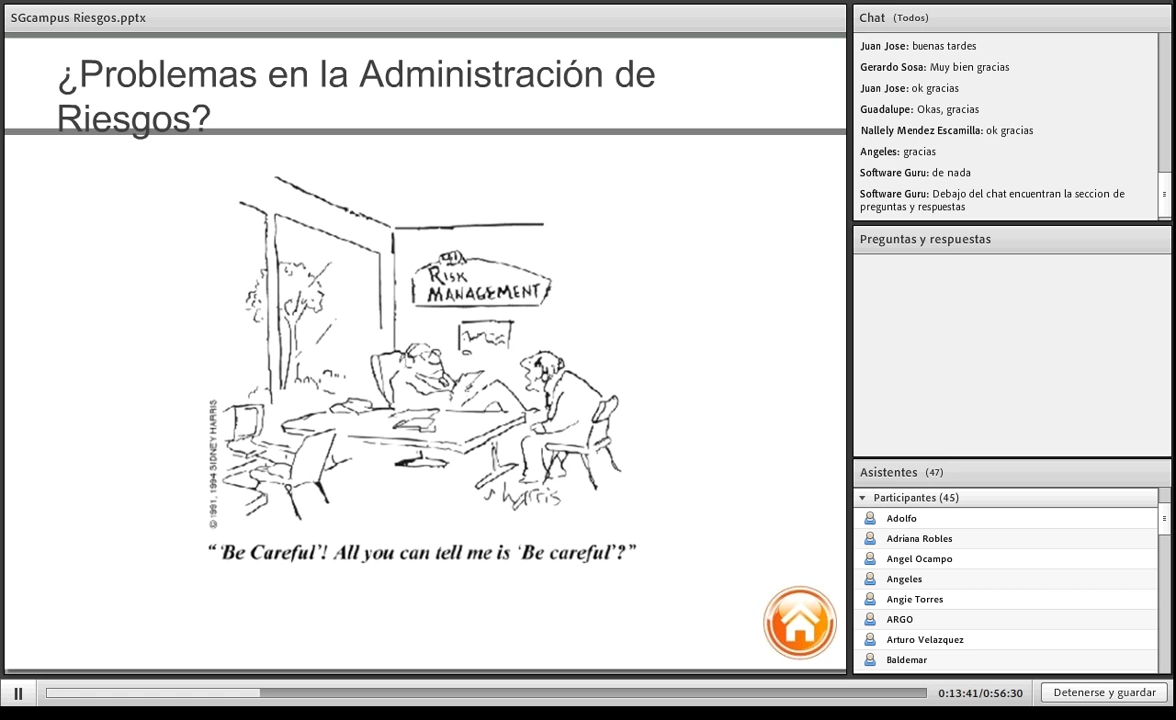 SGcampus Riesgos.pptx
¿Problemas en la Administración de
Riesgos?
RISK
MANAGEMENT
© 1991, 1994 SIDNEY HARRIS
s harris
“ ‘Be Careful’! All you can tell me is ‘Be careful’?”
Chat (Todos)
Juan Jose: buenas tardes
Gerardo Sosa: Muy bien gracias
Juan Jose: ok gracias
Guadalupe: Okas, gracias
Nallely Mendez Escamilla: ok gracias
Angeles: gracias
Software Guru: de nada
Software Guru: Debajo del chat encuentran la seccion de
preguntas y respuestas
Preguntas y respuestas
Asistentes (47)
Participantes (45)
Adolfo
Adriana Robles
Angel Ocampo
Angeles
Angie Torres
ARGO
Arturo Velazquez
Baldemar
0:13:41/0:56:30
Detenerse y guardar